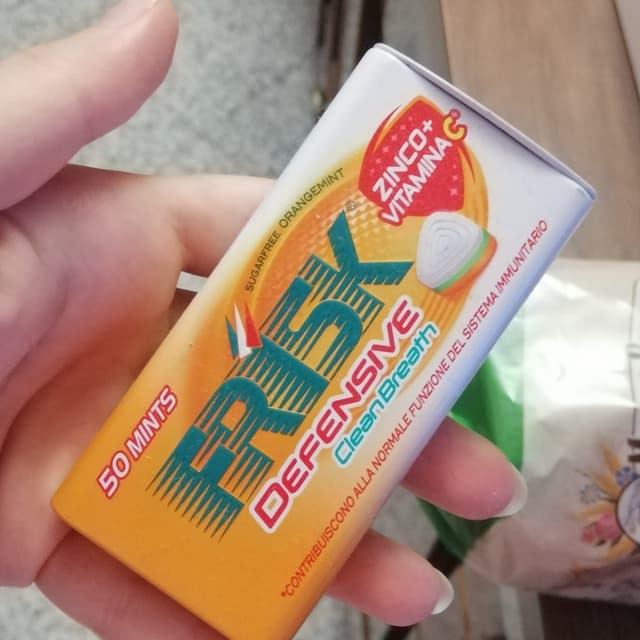 ZINCO+
VITAMINA C*
SUGARFREE ORANGEMINT
FRISK®
DEFENSIVE
Clean Breath
50 MINTS
*CONTRIBUISCONO ALLA NORMALE FUNZIONE DEL SISTEMA IMMUNITARIO